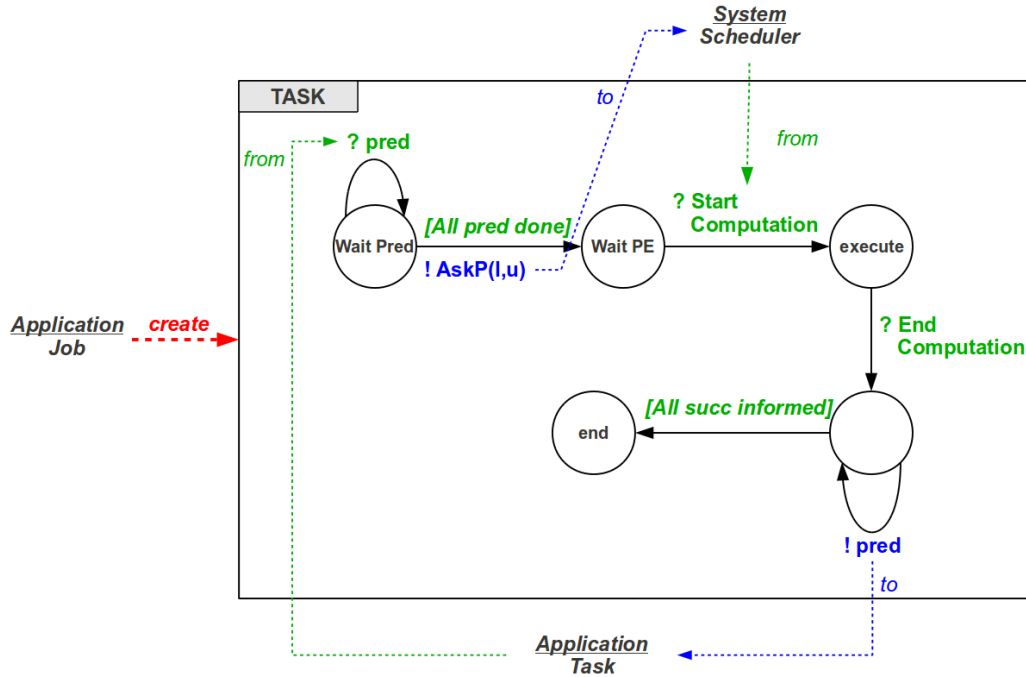 System
Scheduler
to
TASK
? pred
from
from
? Start
Computation
[All pred done]
Wait Pred
Wait PE
execute
! AskP(l,u)
Application
Job
create
? End
Computation
[All succ informed]
end
! pred
to
Application
Task